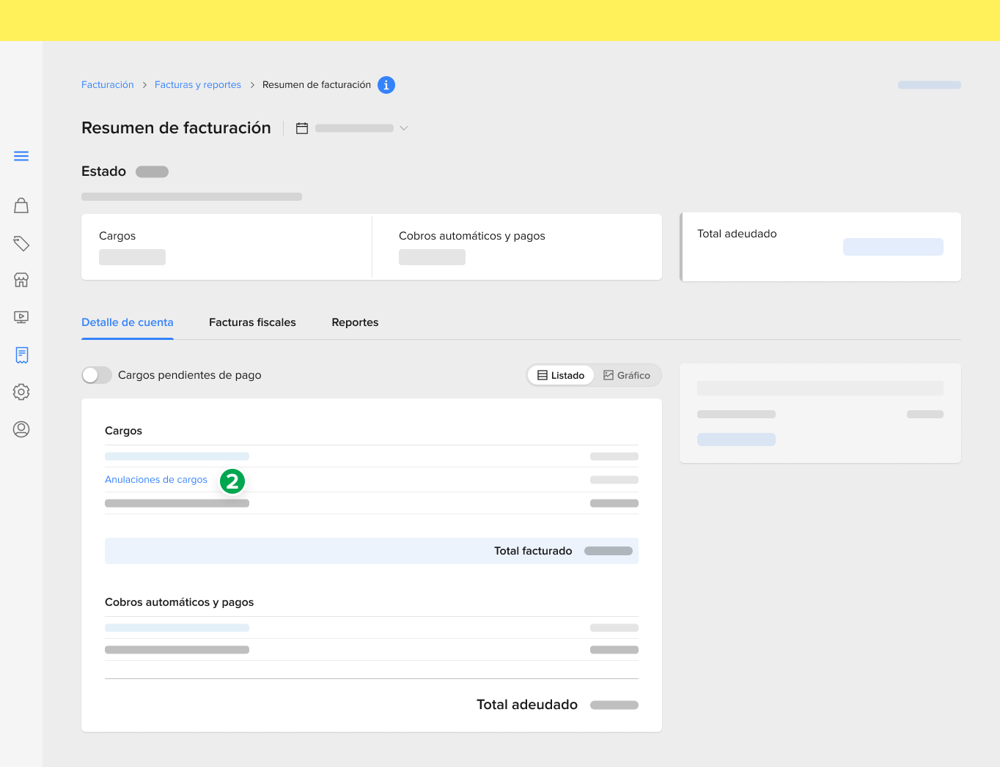 Facturación > Facturas y reportes > Resumen de facturación i
Resumen de facturación
Estado
Cargos
Cobros automáticos y pagos
Total adeudado
Detalle de cuenta
Facturas fiscales
Reportes
Cargos pendientes de pago
Listado
Gráfico
Cargos
Anulaciones de cargos 2
Total facturado
Cobros automáticos y pagos
Total adeudado